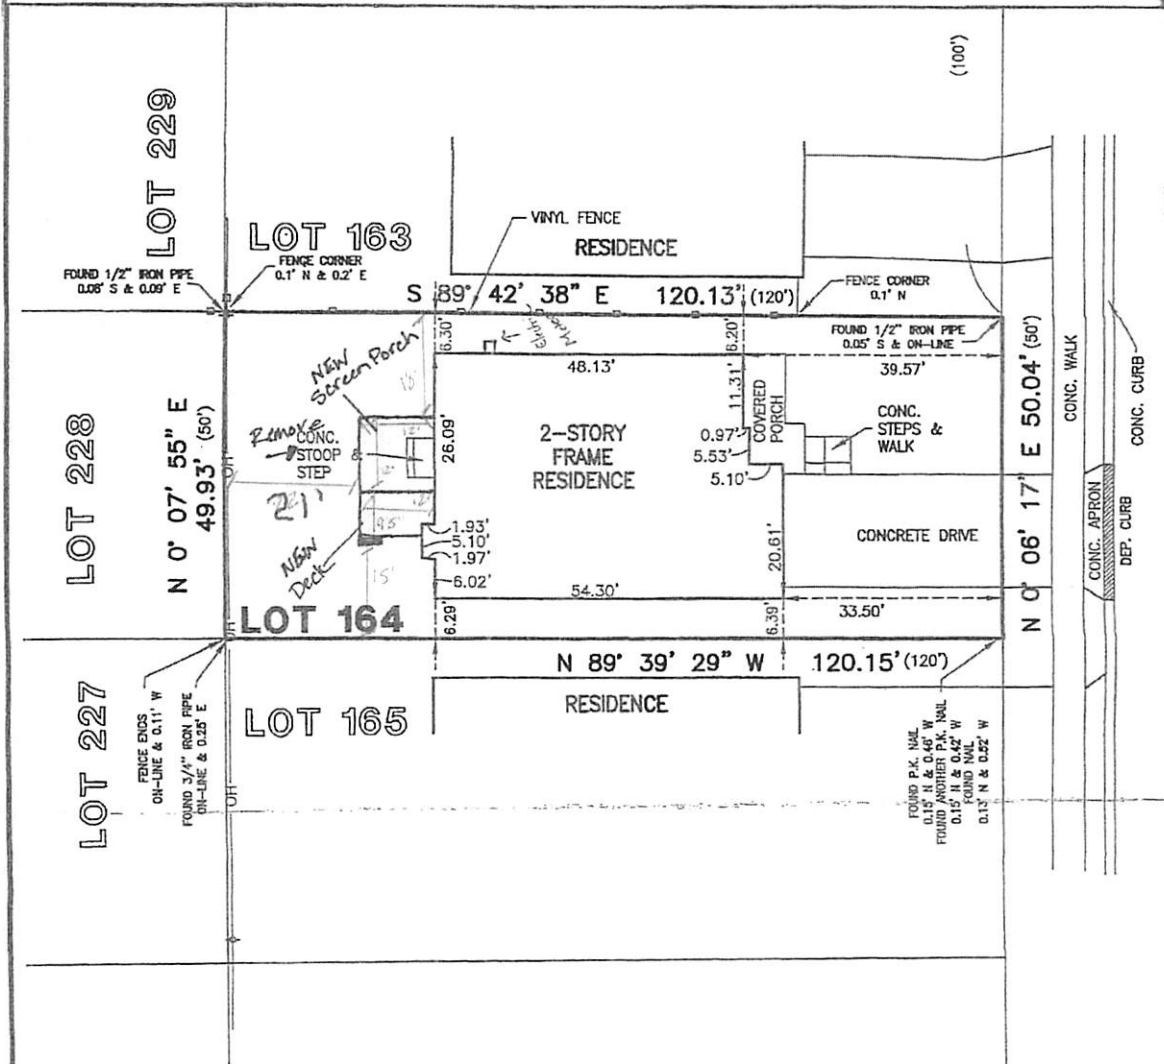 (100')
LOT 229
LOT 163
VINYL FENCE
RESIDENCE
FOUND 1/2" IRON PIPE
0.08' S & 0.09' E
FENCE CORNER
0.1' N & 0.2' E
S 89° 42' 38" E 120.13' (120')
FENCE CORNER
0.1' N
FOUND 1/2" IRON PIPE
0.05' S & ON-LINE
6.30'
Elctri.
Meter
6.20'
48.13'
39.57'
NEW
Screen Porch
15'
11.31'
COVERED
PORCH
CONC.
STEPS &
WALK
Remove
CONC.
STOOP &
STEP
12'
12'
26.09'
2-STORY
FRAME
RESIDENCE
0.97'
5.53'
5.10'
LOT 228
N 0° 07' 55" E
49.93' (50')
OH
21'
12'
9.5'
NEW
Deck
15'
1.93'
5.10'
1.97'
6.02'
20.61'
CONCRETE DRIVE
N 0° 06' 17" E 50.04' (50')
CONC. WALK
CONC. APRON
DEP. CURB
CONC. CURB
54.30'
33.50'
LOT 164
6.29'
6.39'
N 89° 39' 29" W 120.15' (120')
RESIDENCE
LOT 227
FENCE ENDS
ON-LINE & 0.11' W
FOUND 3/4" IRON PIPE
ON-LINE & 0.25' E
LOT 165
OH
FOUND P.K. NAIL
0.15' N & 0.46' W
FOUND ANOTHER P.K. NAIL
0.15' N & 0.42' W
FOUND NAIL
0.13' N & 0.52' W